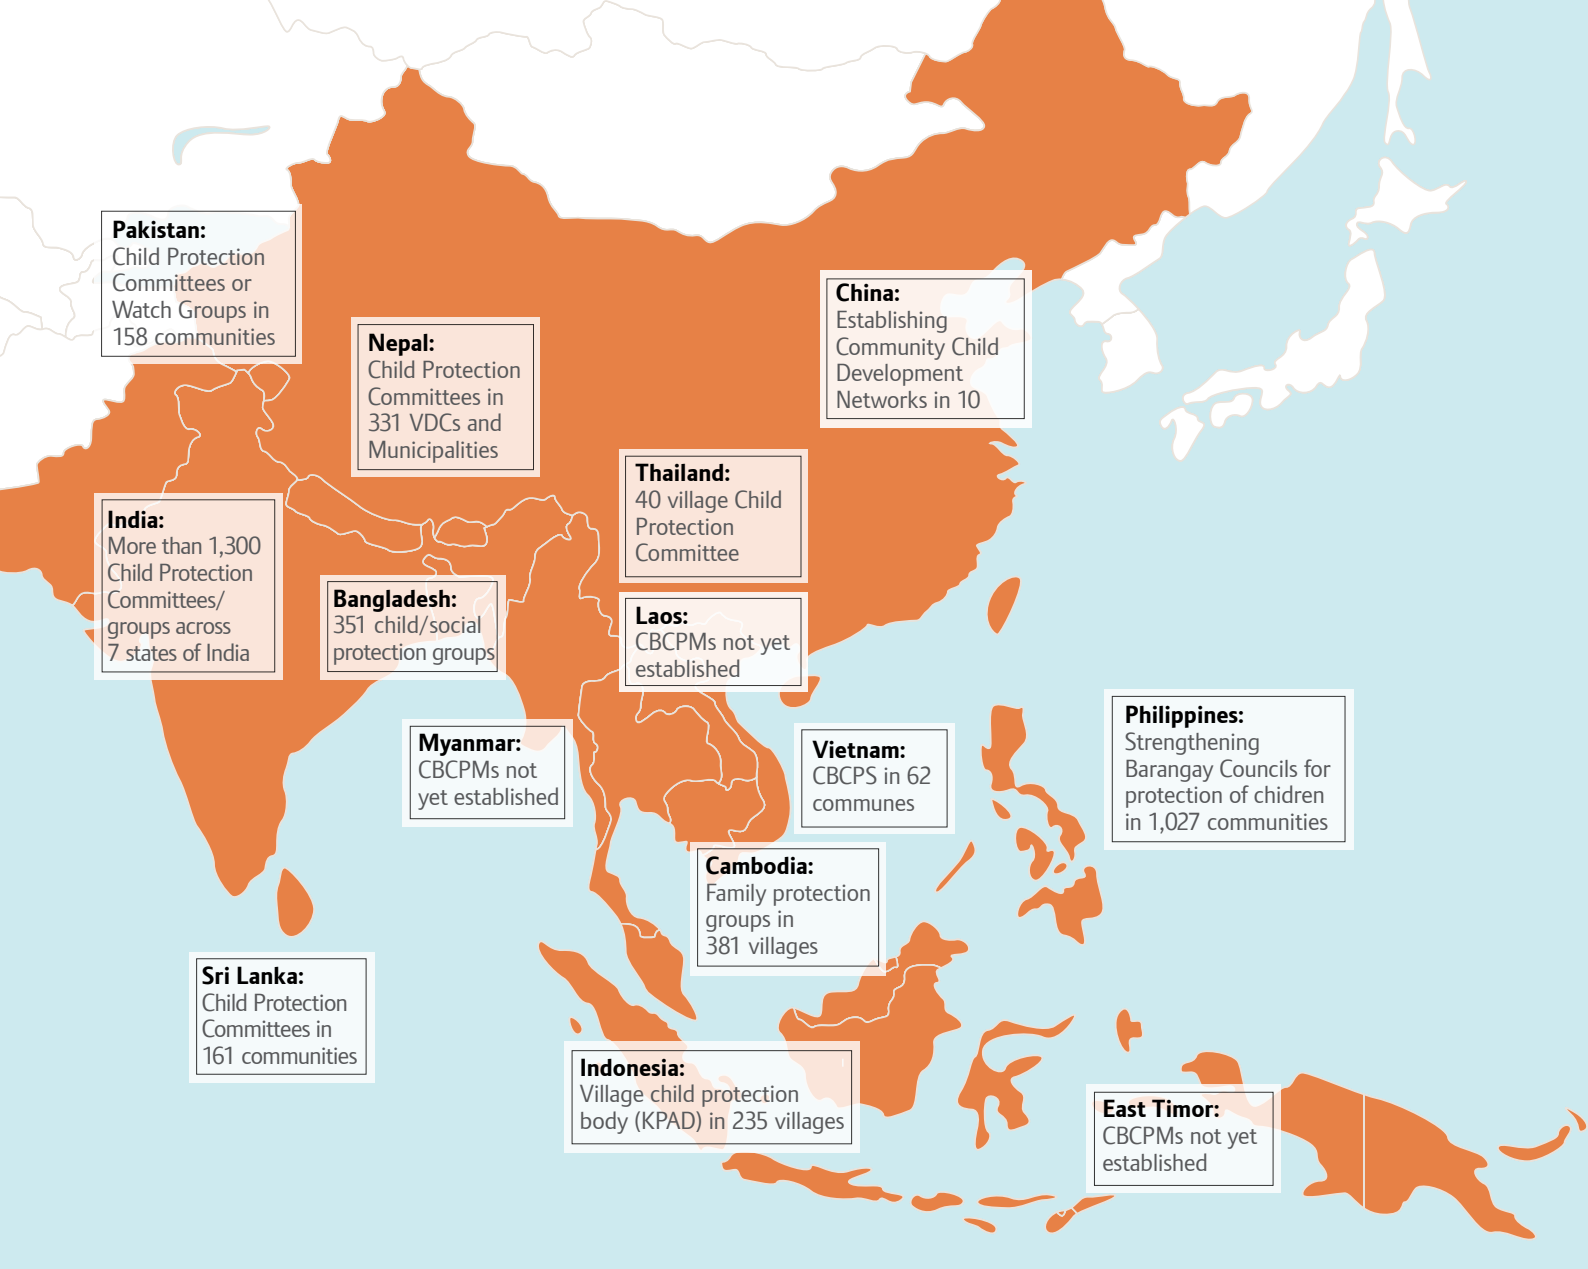 Pakistan:
Child Protection
Committees or
Watch Groups in
158 communities
Nepal:
Child Protection
Committees in
331 VDCs and
Municipalities
China:
Establishing
Community Child
Development
Networks in 10
Thailand:
40 village Child
Protection
Committee
India:
More than 1,300
Child Protection
Committees/
groups across
7 states of India
Bangladesh:
351 child/social
protection groups
Laos:
CBCPMs not yet
established
Myanmar:
CBCPMs not
yet established
Vietnam:
CBCPS in 62
communes
Philippines:
Strengthening
Barangay Councils for
protection of chidren
in 1,027 communities
Cambodia:
Family protection
groups in
381 villages
Sri Lanka:
Child Protection
Committees in
161 communities
Indonesia:
Village child protection
body (KPAD) in 235 villages
East Timor:
CBCPMs not yet
established